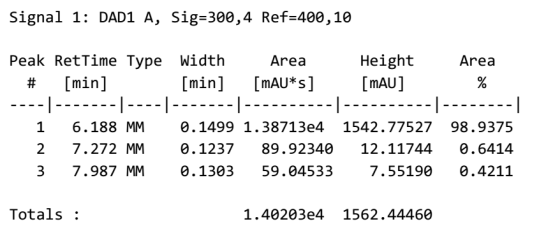 Signal 1: DAD1 A, Sig=300,4 Ref=400,10
Peak RetTime Type  Width     Area      Height     Area
  #   [min]        [min]   [mAU*s]     [mAU]        %
----|-------|----|-------|----------|----------|--------|
   1   6.188 MM    0.1499 1.38713e4  1542.77527  98.9375
   2   7.272 MM    0.1237   89.92340   12.11744   0.6414
   3   7.987 MM    0.1303   59.04533    7.55190   0.4211
Totals :                  1.40203e4  1562.44460